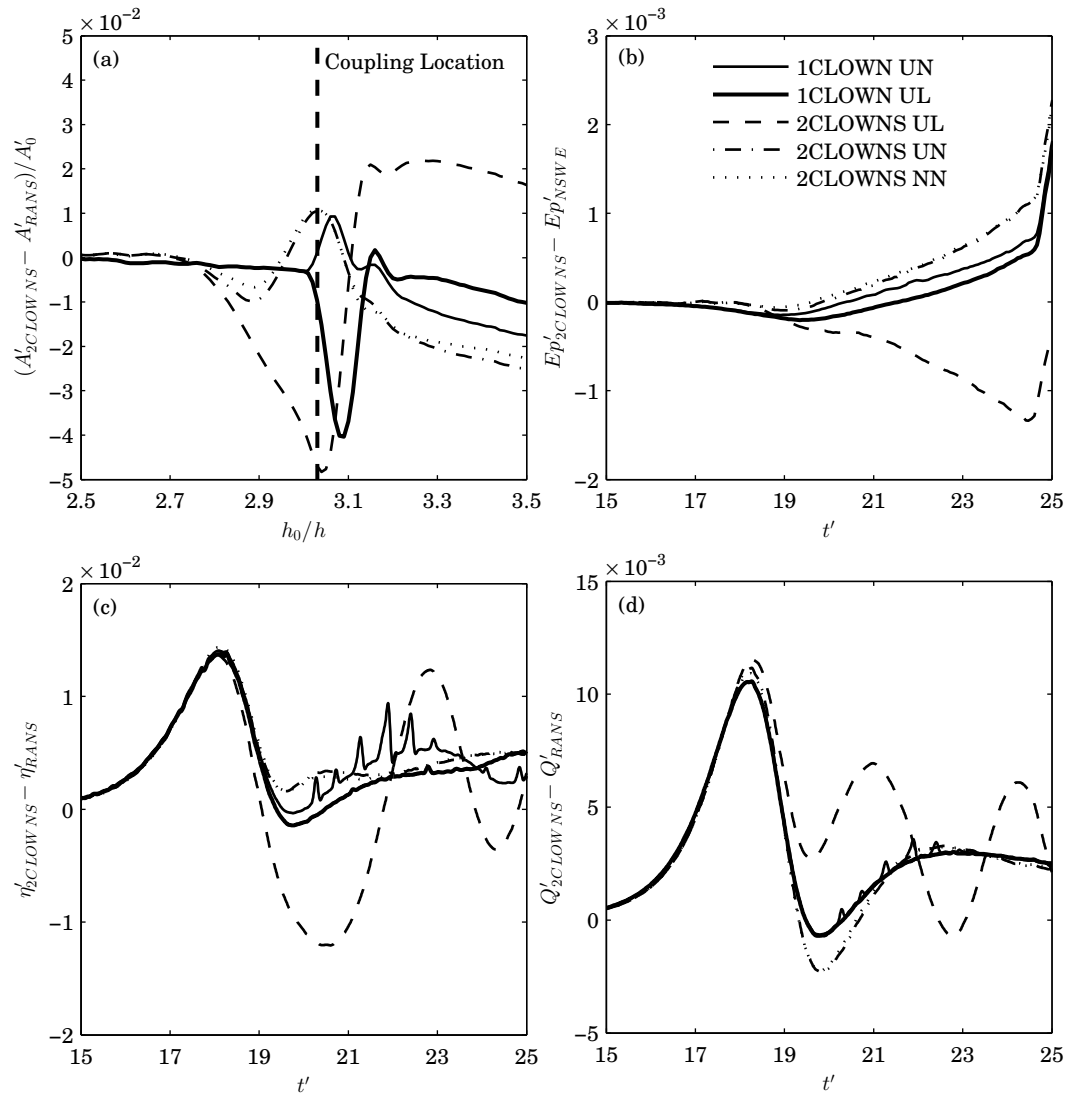 × 10⁻²
5
4
3
2
1
0
−1
−2
−3
−4
−5
2.5 2.7 2.9 3.1 3.3 3.5
(a)
Coupling Location
(A′2CLOWNS − A′RANS)/A′0
h0/h
× 10⁻³
3
2
1
0
−1
−2
15 17 19 21 23 25
(b)
1CLOWN UN
1CLOWN UL
2CLOWNS UL
2CLOWNS UN
2CLOWNS NN
Ep′2CLOWNS − Ep′NSWE
t′
× 10⁻²
2
1
0
−1
−2
15 17 19 21 23 25
(c)
η′2CLOWNS − η′RANS
t′
× 10⁻³
15
10
5
0
−5
15 17 19 21 23 25
(d)
Q′2CLOWNS − Q′RANS
t′